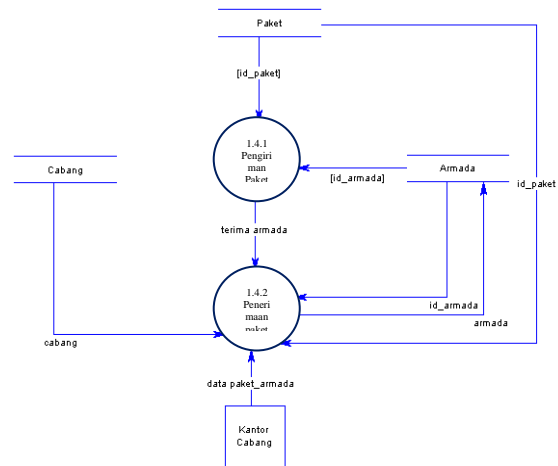 Paket
[id_paket]
1.4.1
Pengiri
man
Paket
Cabang
Armada
[id_armada]
id_paket
terima armada
1.4.2
Peneri
maan
paket
id_armada
armada
cabang
data paket_armada
Kantor
Cabang